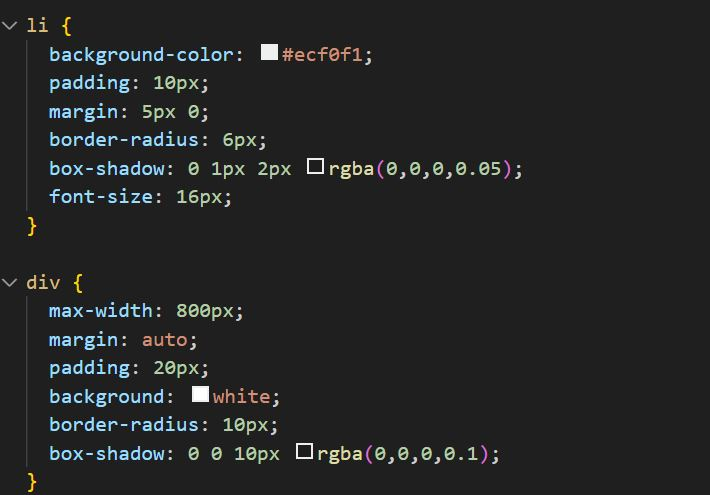 li {
background-color: #ecf0f1;
padding: 10px;
margin: 5px 0;
border-radius: 6px;
box-shadow: 0 1px 2px rgba(0,0,0,0.05);
font-size: 16px;
}
div {
max-width: 800px;
margin: auto;
padding: 20px;
background: white;
border-radius: 10px;
box-shadow: 0 0 10px rgba(0,0,0,0.1);
}